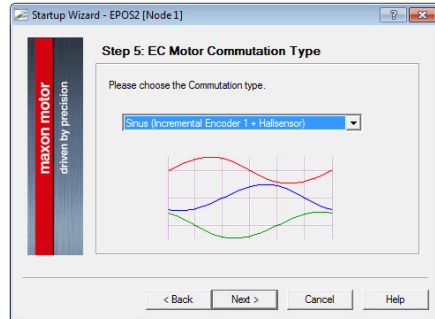 Startup Wizard - EPOS2 [Node 1]
Step 5: EC Motor Commutation Type
Please choose the Commutation type.
Sinus (Incremental Encoder 1 + Hallsensor)
maxon motor
driven by precision
< Back
Next >
Cancel
Help